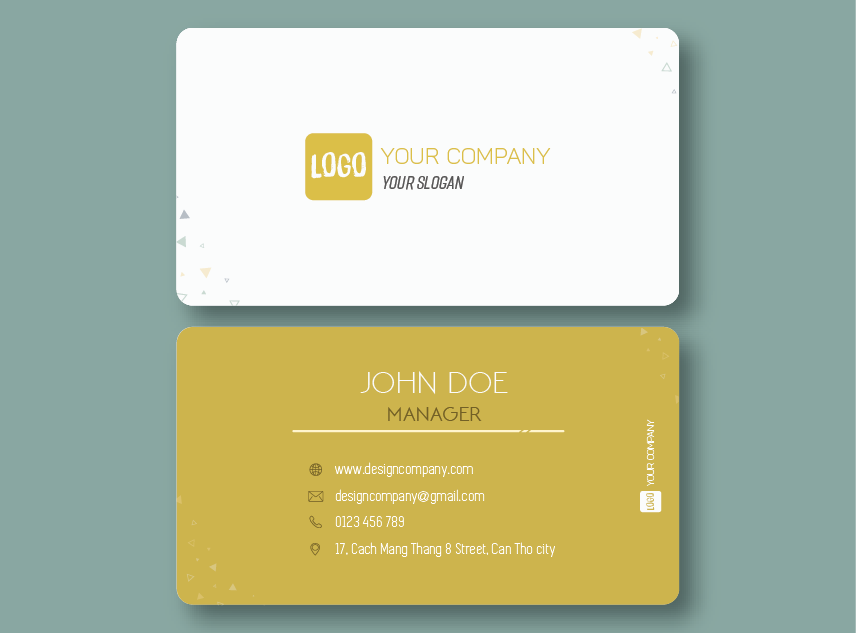 LOGO
YOUR COMPANY
YOUR SLOGAN
JOHN DOE
MANAGER
www.designcompany.com
designcompany@gmail.com
0123 456 789
17, Cach Mang Thang 8 Street, Can Tho city
LOGO
YOUR COMPANY